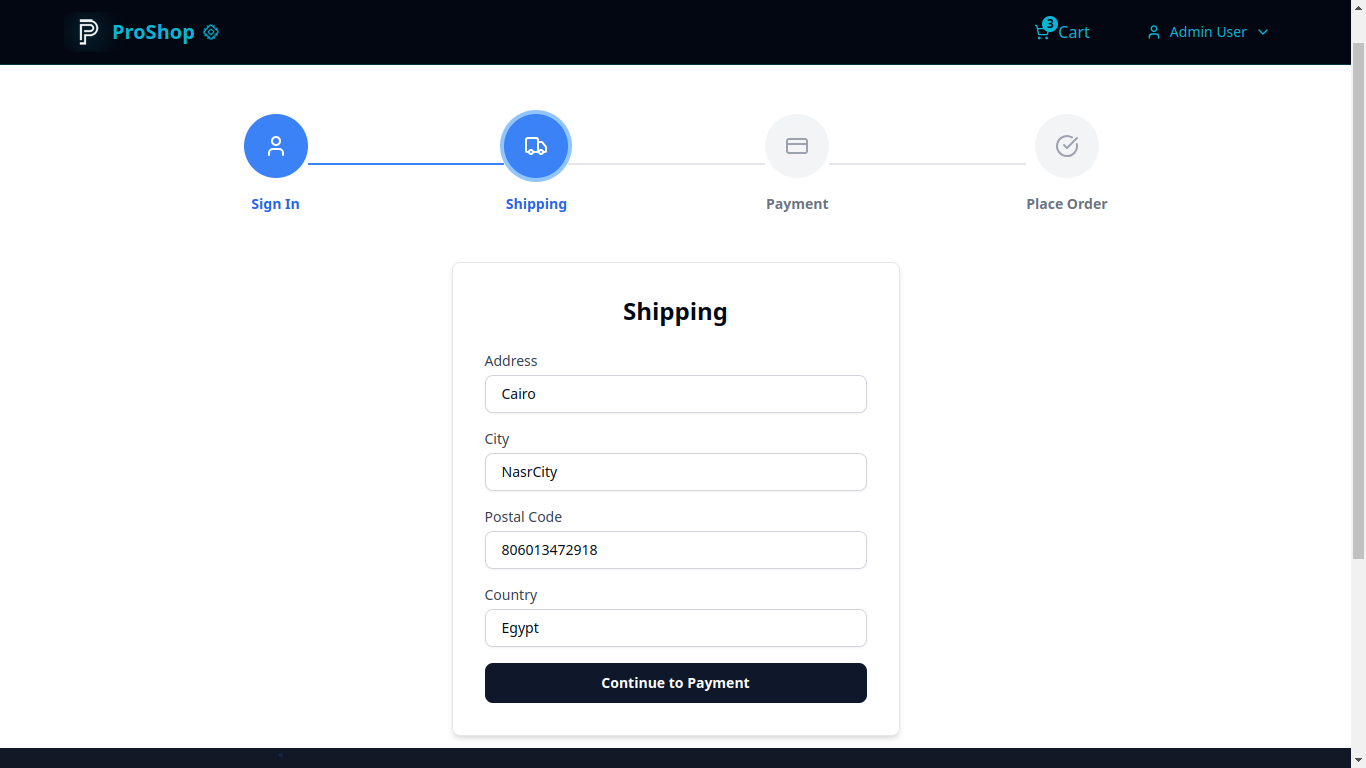 ProShop
3
Cart
Admin User
Sign In
Shipping
Payment
Place Order
Shipping
Address
Cairo
City
NasrCity
Postal Code
806013472918
Country
Egypt
Continue to Payment